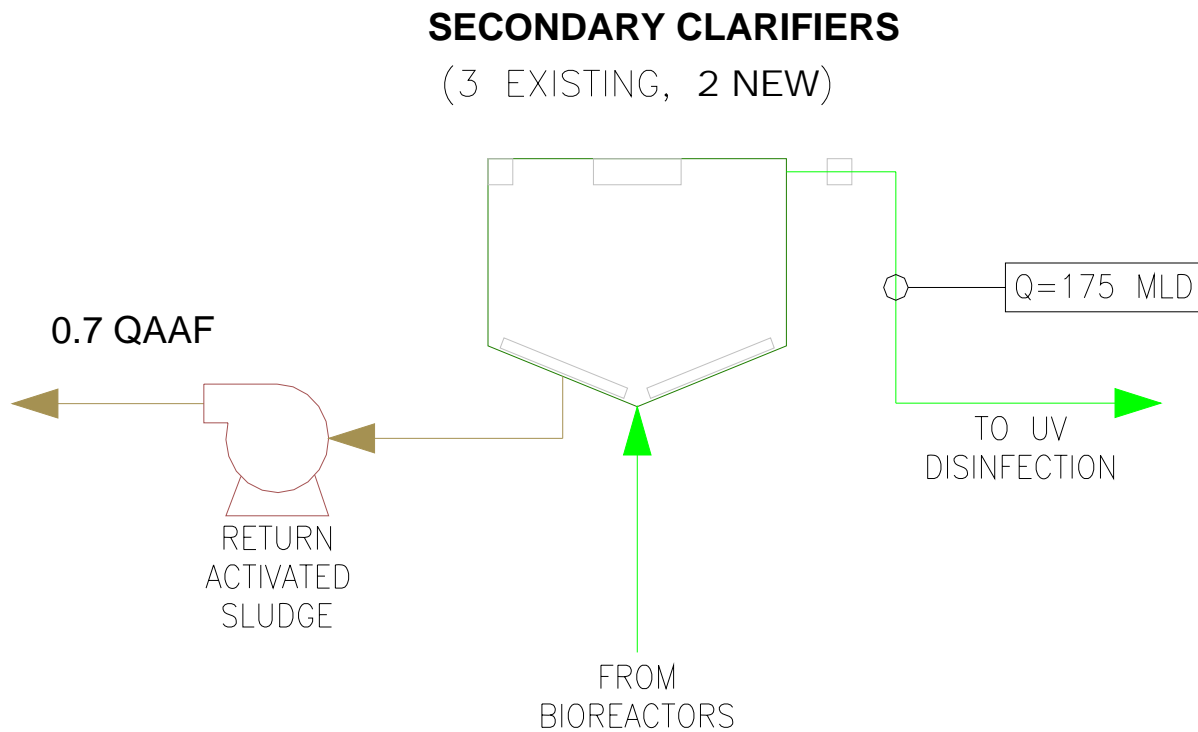 SECONDARY CLARIFIERS
(3 EXISTING, 2 NEW)
Q=175 MLD
0.7 QAAF
TO UV
DISINFECTION
RETURN
ACTIVATED
SLUDGE
FROM
BIOREACTORS